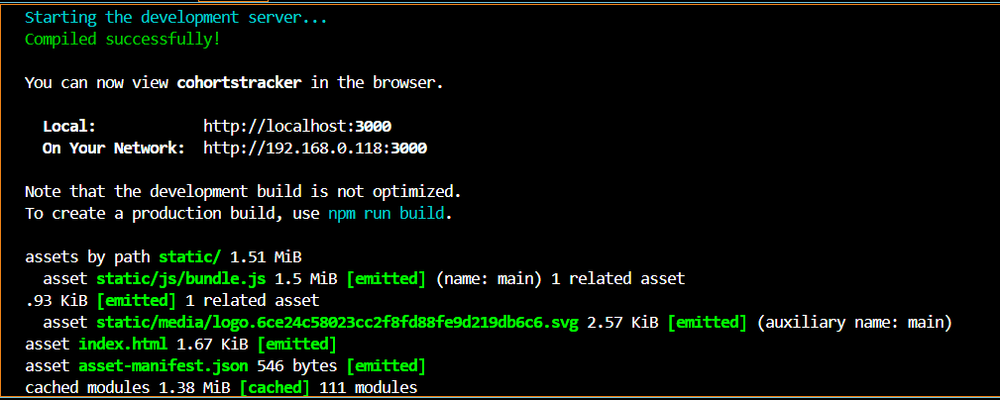 Starting the development server...
Compiled successfully!
You can now view cohortstracker in the browser.
Local: http://localhost:3000
On Your Network: http://192.168.0.118:3000
Note that the development build is not optimized.
To create a production build, use npm run build.
assets by path static/ 1.51 MiB
asset static/js/bundle.js 1.5 MiB [emitted] (name: main) 1 related asset
.93 KiB [emitted] 1 related asset
asset static/media/logo.6ce24c58023cc2f8fd88fe9d219db6c6.svg 2.57 KiB [emitted] (auxiliary name: main)
asset index.html 1.67 KiB [emitted]
asset asset-manifest.json 546 bytes [emitted]
cached modules 1.38 MiB [cached] 111 modules